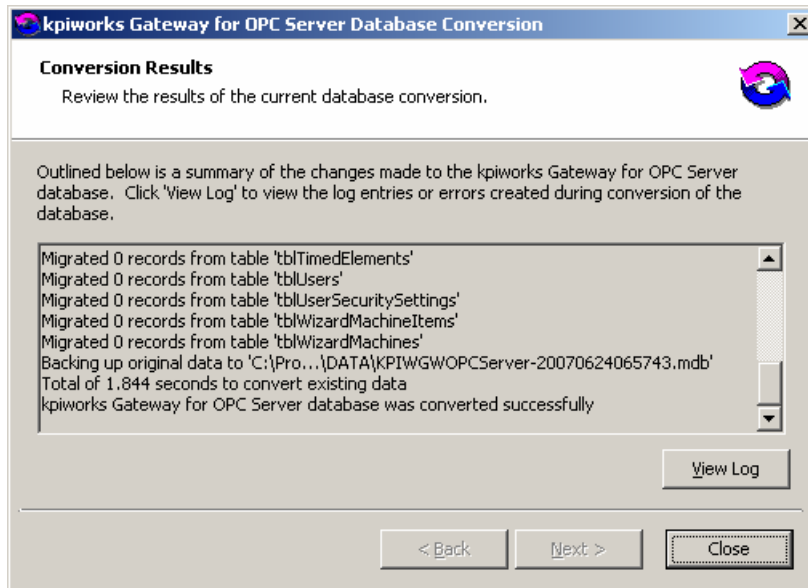 kpiworks Gateway for OPC Server Database Conversion
Conversion Results
Review the results of the current database conversion.
Outlined below is a summary of the changes made to the kpiworks Gateway for OPC Server
database. Click 'View Log' to view the log entries or errors created during conversion of the
database.
Migrated 0 records from table 'tblTimedElements'
Migrated 0 records from table 'tblUsers'
Migrated 0 records from table 'tblUserSecuritySettings'
Migrated 0 records from table 'tblWizardMachineItems'
Migrated 0 records from table 'tblWizardMachines'
Backing up original data to 'C:\Pro...\DATA\KPIWGWOPCServer-20070624065743.mdb'
Total of 1.844 seconds to convert existing data
kpiworks Gateway for OPC Server database was converted successfully
View Log
< Back Next > Close